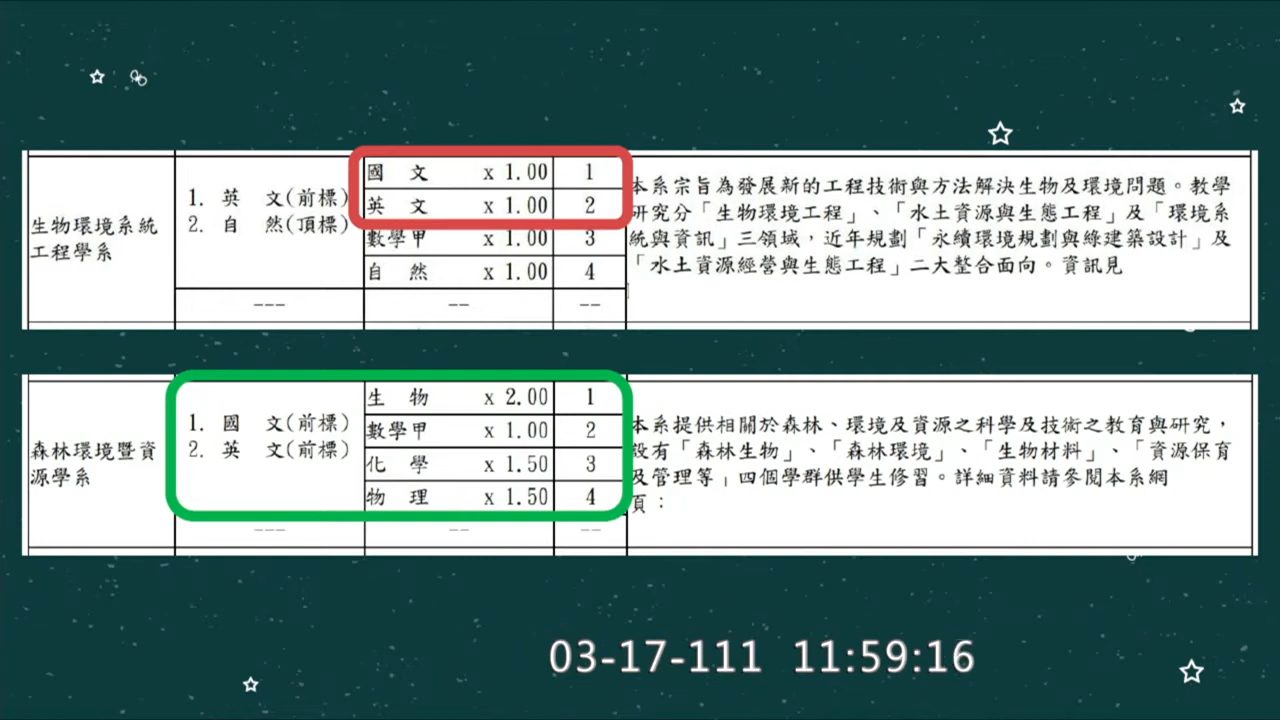 生物環境系統
工程學系
1. 英　文(前標)
2. 自　然(頂標)
---
國　文 x 1.00 1
英　文 x 1.00 2
數學甲 x 1.00 3
自　然 x 1.00 4
-- --
本系宗旨為發展新的工程技術與方法解決生物及環境問題。教學
研究分「生物環境工程」、「水土資源與生態工程」及「環境系
統與資訊」三領域，近年規劃「永續環境規劃與綠建築設計」及
「水土資源經營與生態工程」二大整合面向。資訊見
森林環境暨資
源學系
1. 國　文(前標)
2. 英　文(前標)
---
生　物 x 2.00 1
數學甲 x 1.00 2
化　學 x 1.50 3
物　理 x 1.50 4
-- --
本系提供相關於森林、環境及資源之科學及技術之教育與研究，
設有「森林生物」、「森林環境」、「生物材料」、「資源保育
及管理等」四個學群供學生修習。詳細資料請參閱本系網
頁：
03-17-111 11:59:16